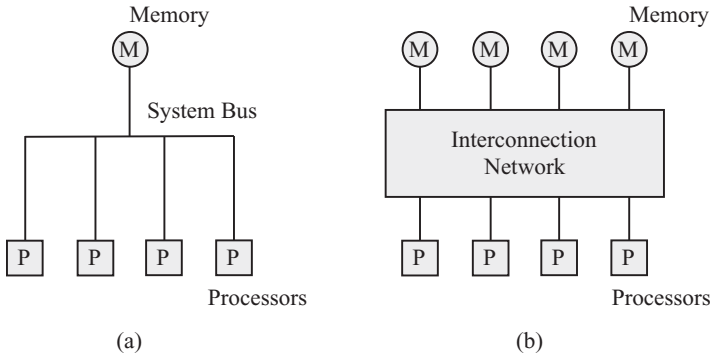 Memory
M
System Bus
P P P P
Processors
(a)
Memory
M M M M
Interconnection
Network
P P P P
Processors
(b)